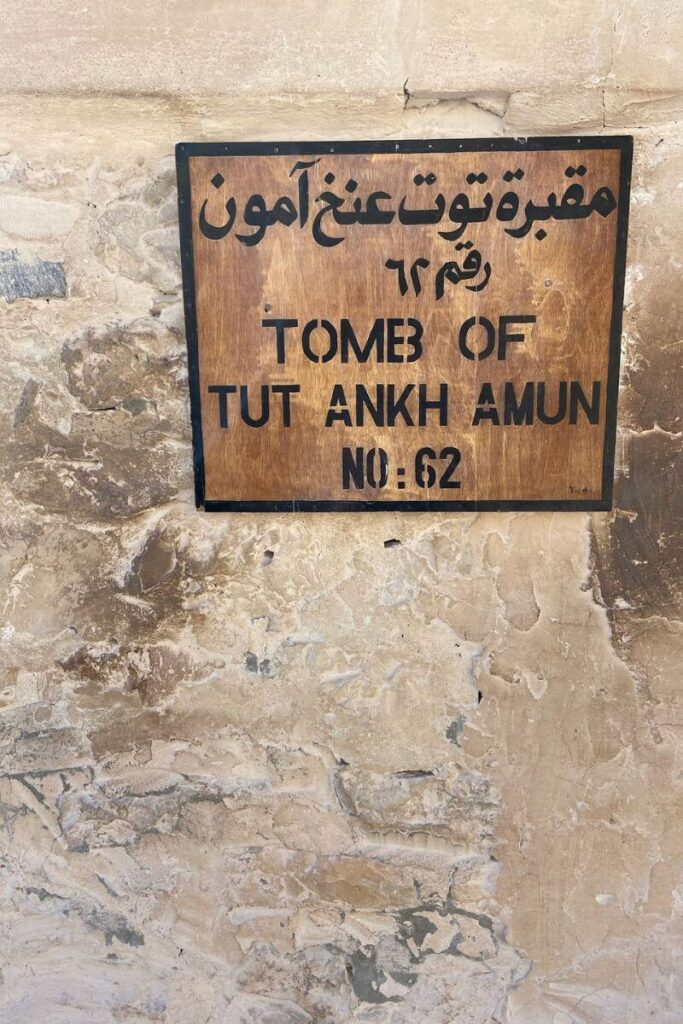 مقبرة توت عنخ آمون
رقم ٦٢
TOMB OF
TUT ANKH AMUN
NO : 62